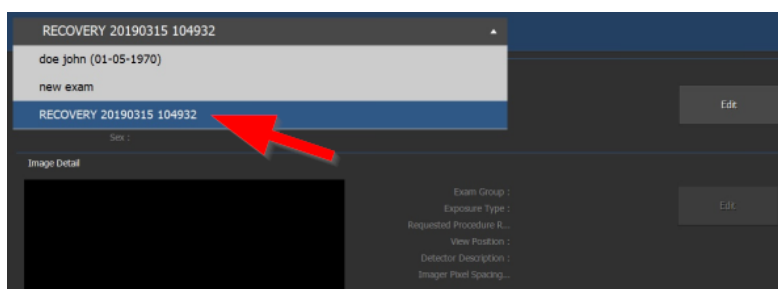 RECOVERY 20190315 104932
doe john (01-05-1970)
new exam
RECOVERY 20190315 104932
Edit
Sex :
Image Detail
Exam Group :
Exposure Type :
Edit
Requested Procedure R...
View Position :
Detector Description :
Imager Pixel Spacing...